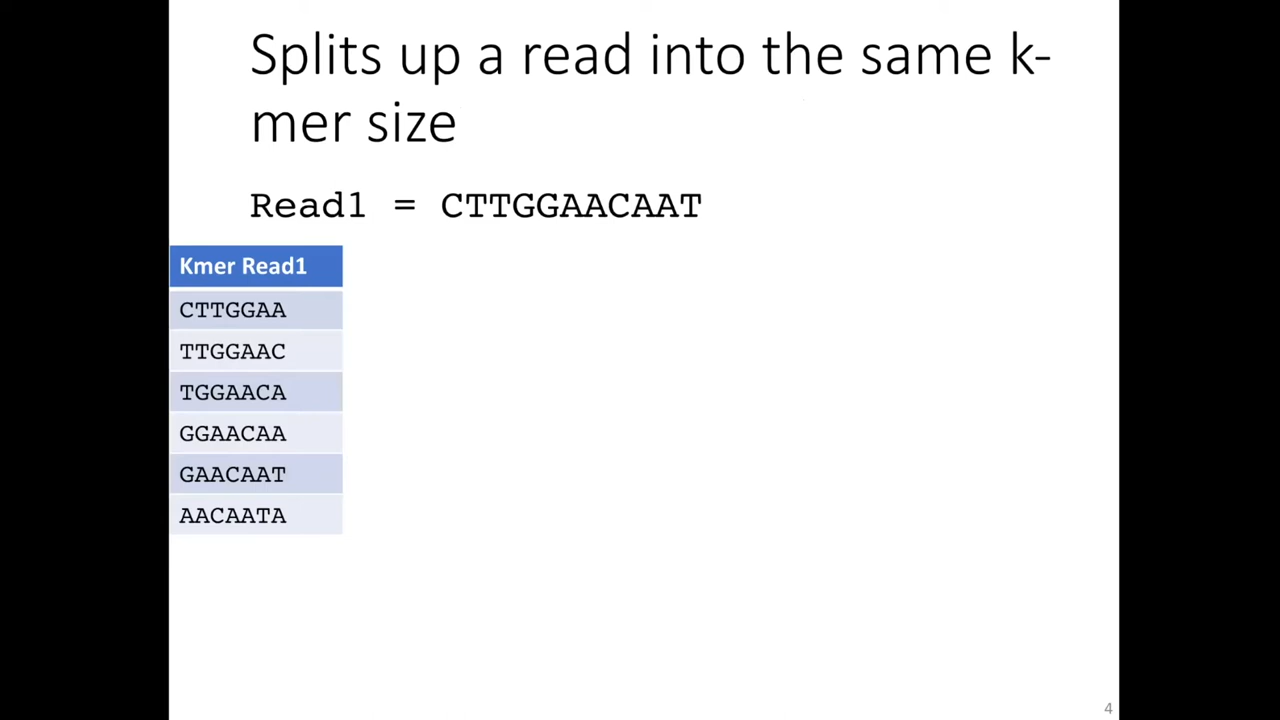 Splits up a read into the same k-
mer size
Read1 = CTTGGAACAAT
Kmer Read1
CTTGGAA
TTGGAAC
TGGAACA
GGAACAA
GAACAAT
AACAATA
4